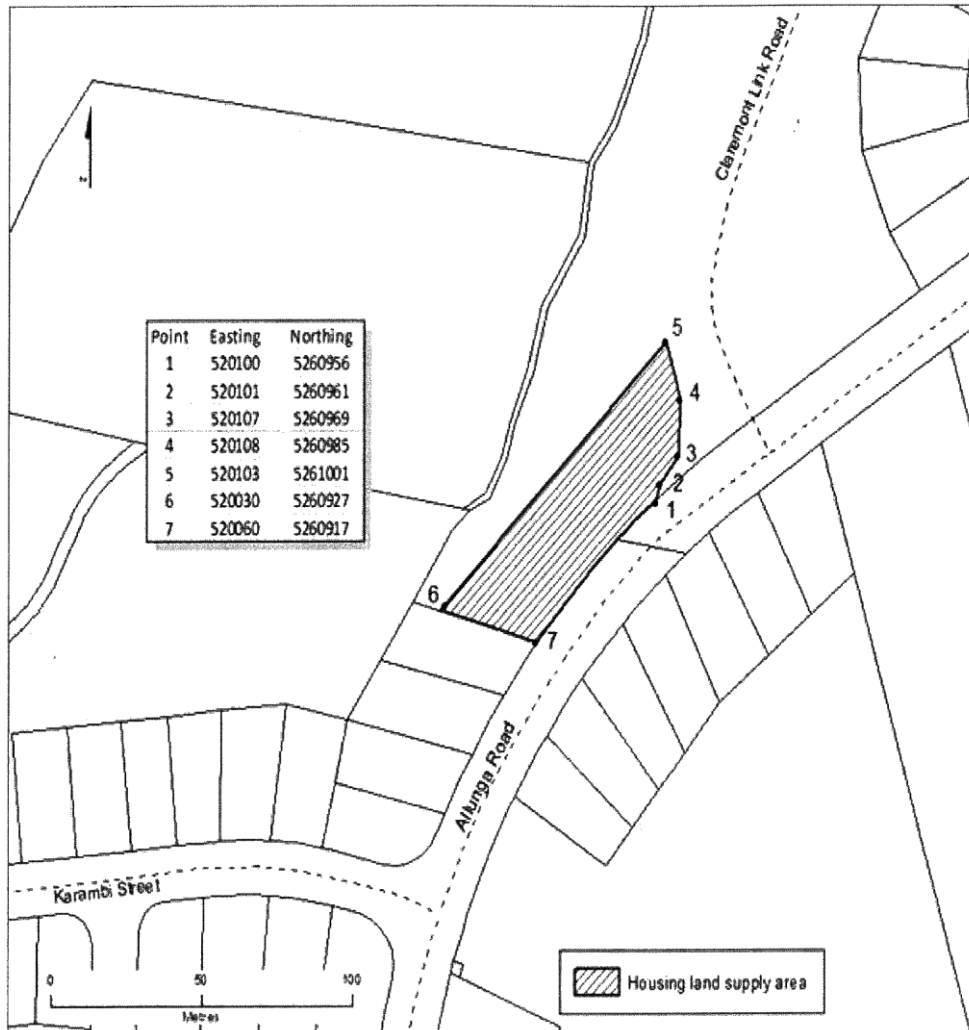 Claremont Link Road
z
Point Easting Northing
1 520100 5260956
2 520101 5260961
3 520107 5260969
4 520108 5260985
5 520103 5261001
6 520030 5260927
7 520060 5260917
5
4
3
2
1
6
7
Allunga Road
Karambi Street
0 50 100
Metres
Housing land supply area